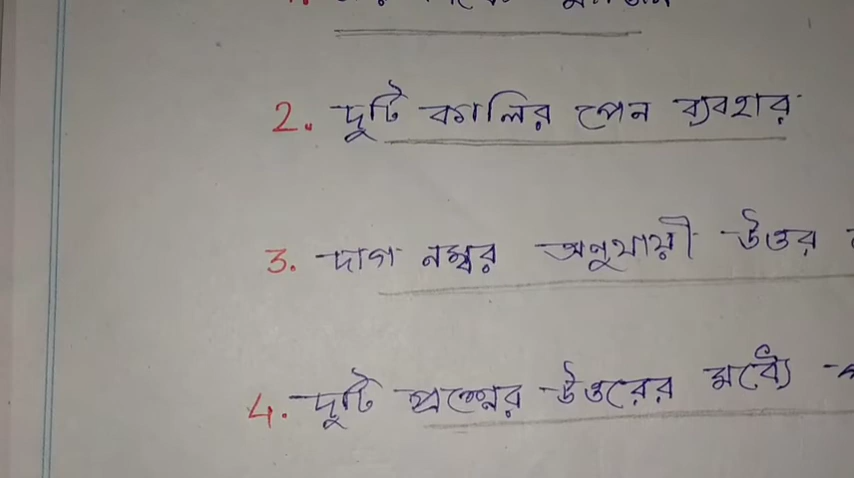 2. দুটি কালির পেন ব্যবহার
3. দাগ নম্বর অনুযায়ী উত্তর
4. দুটি প্রশ্নের উত্তরের মধ্যে